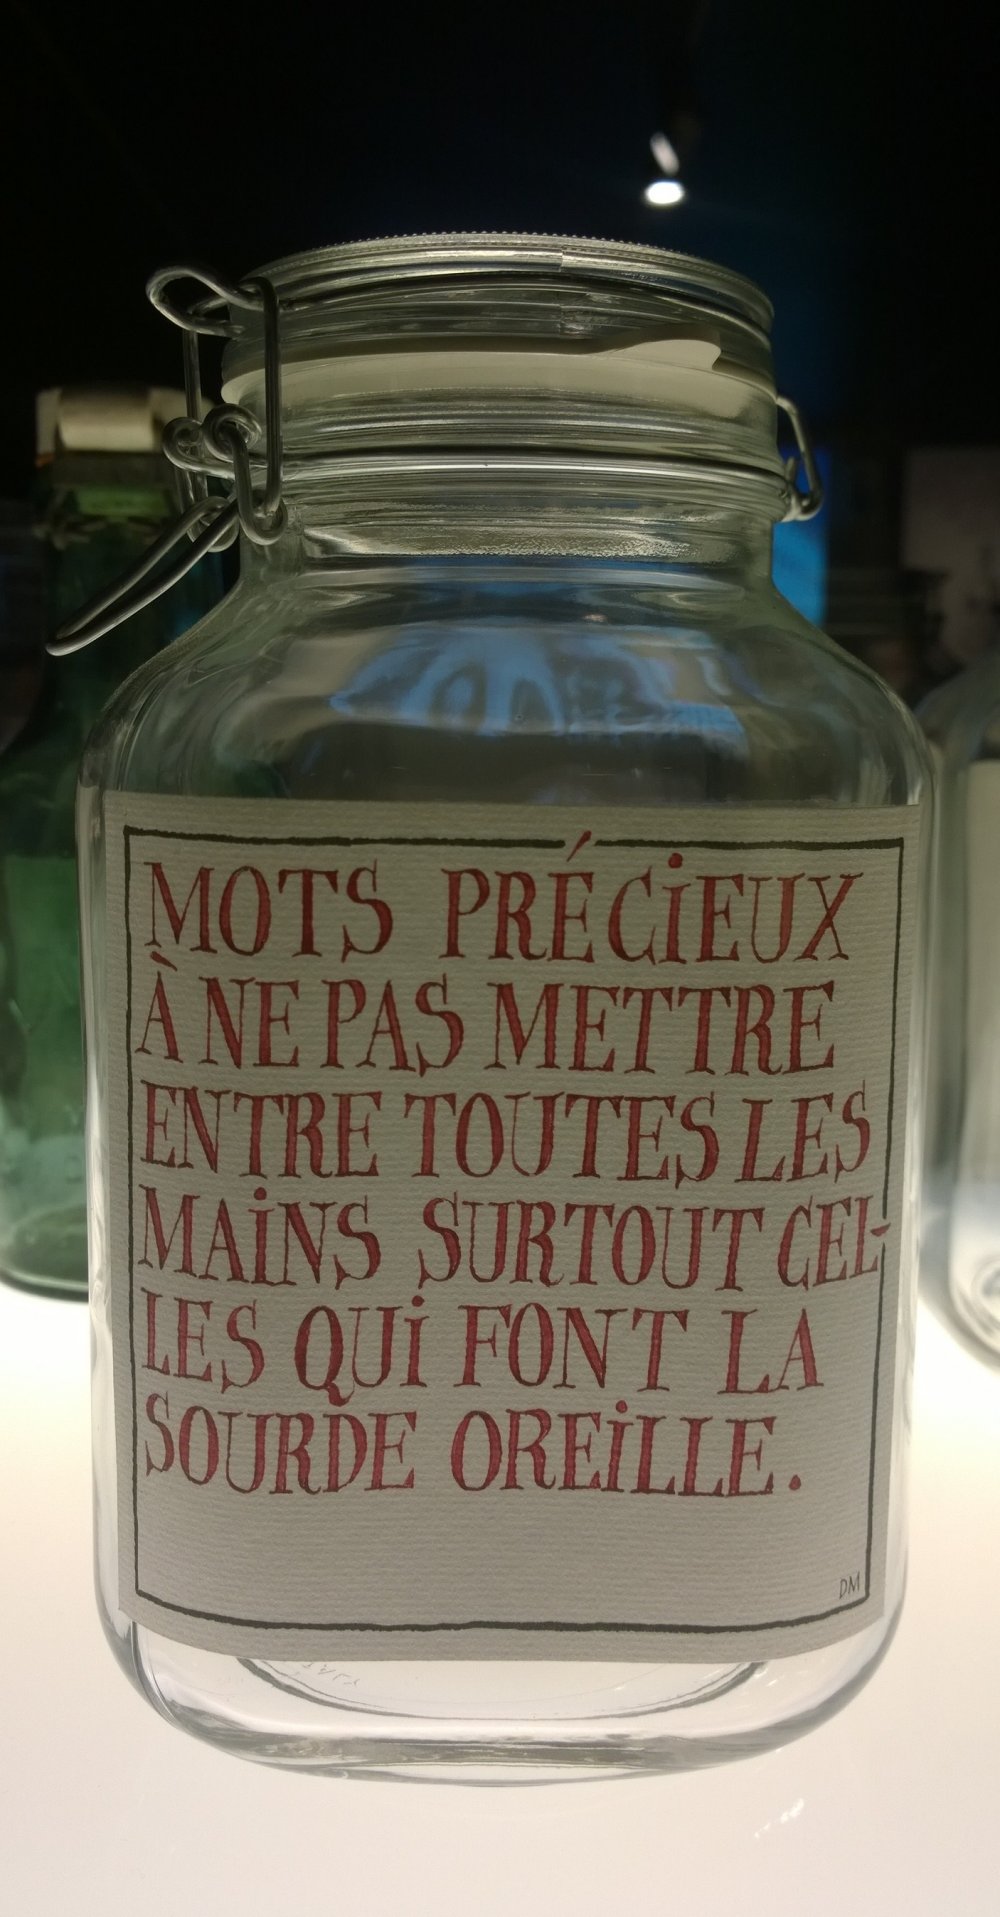 MOTS PRÉCIEUX
À NE PAS METTRE
ENTRE TOUTES LES
MAiNS SURTOUT CEL-
LES QUi FONT LA
SOURDE OREiLLE.
DM